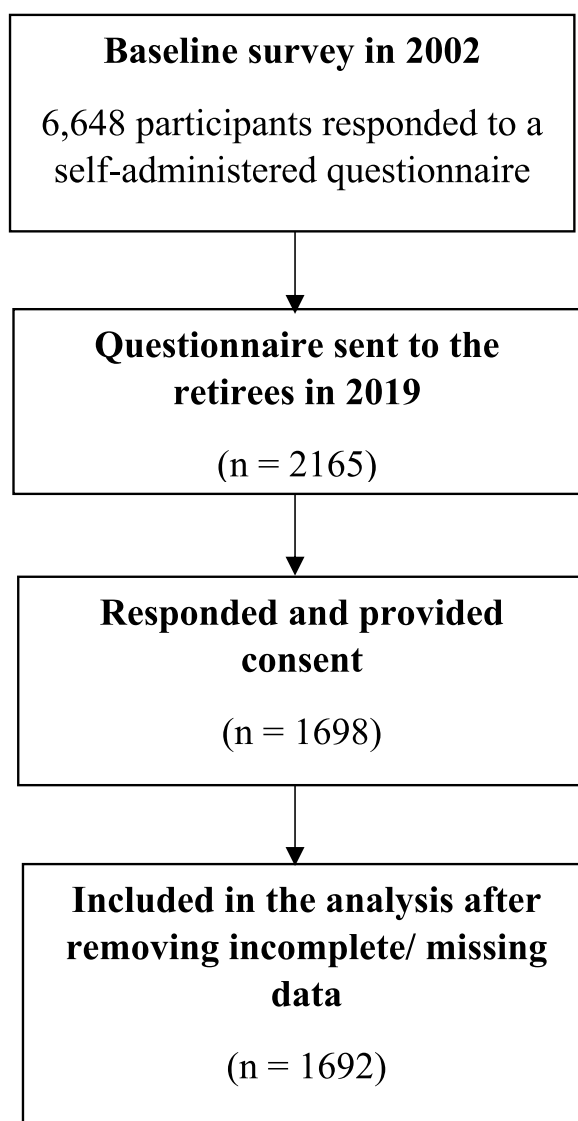 Baseline survey in 2002
6,648 participants responded to a
self-administered questionnaire
Questionnaire sent to the
retirees in 2019
(n = 2165)
Responded and provided
consent
(n = 1698)
Included in the analysis after
removing incomplete/ missing
data
(n = 1692)